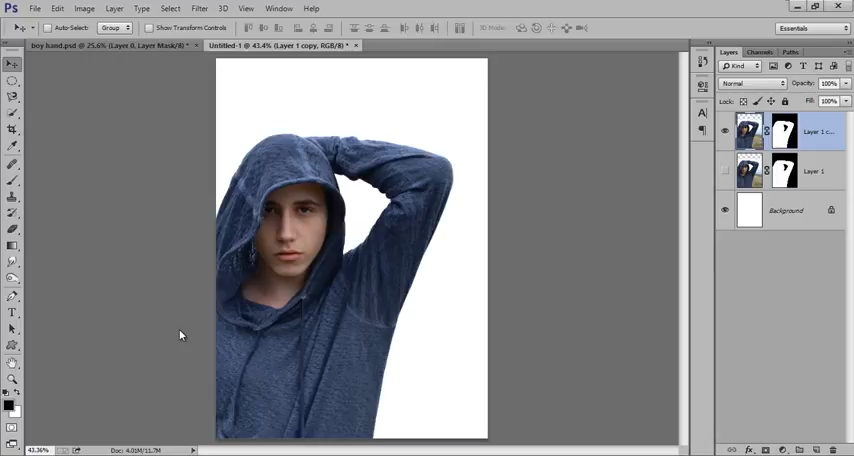 Ps File Edit Image Layer Type Select Filter 3D View Window Help
Auto-Select: Group Show Transform Controls 3D Mode: Essentials
boy hand.psd @ 25.6% (Layer 0, Layer Mask/8) * × Untitled-1 @ 43.4% (Layer 1 copy, RGB/8) * ×
Layers Channels Paths
Kind
Normal Opacity: 100%
Lock: Fill: 100%
Layer 1 c...
Layer 1
Background
43.36% Doc: 4.01M/11.7M